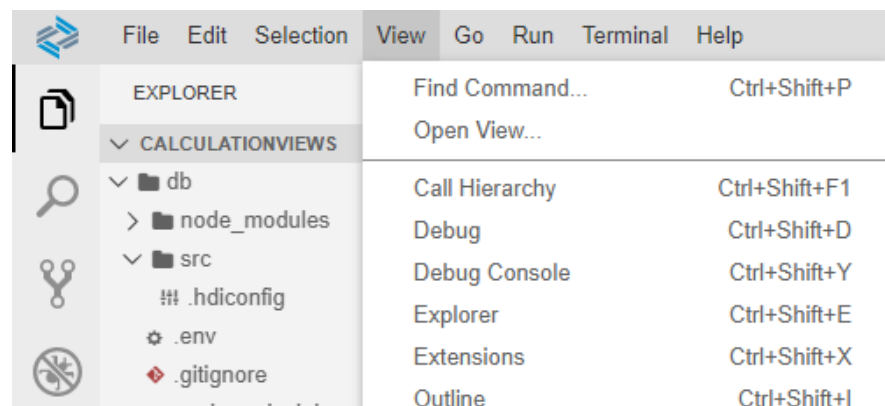 File Edit Selection View Go Run Terminal Help
EXPLORER
CALCULATIONVIEWS
db
node_modules
src
.hdiconfig
.env
.gitignore
Find Command... Ctrl+Shift+P
Open View...
Call Hierarchy Ctrl+Shift+F1
Debug Ctrl+Shift+D
Debug Console Ctrl+Shift+Y
Explorer Ctrl+Shift+E
Extensions Ctrl+Shift+X
Outline Ctrl+Shift+I